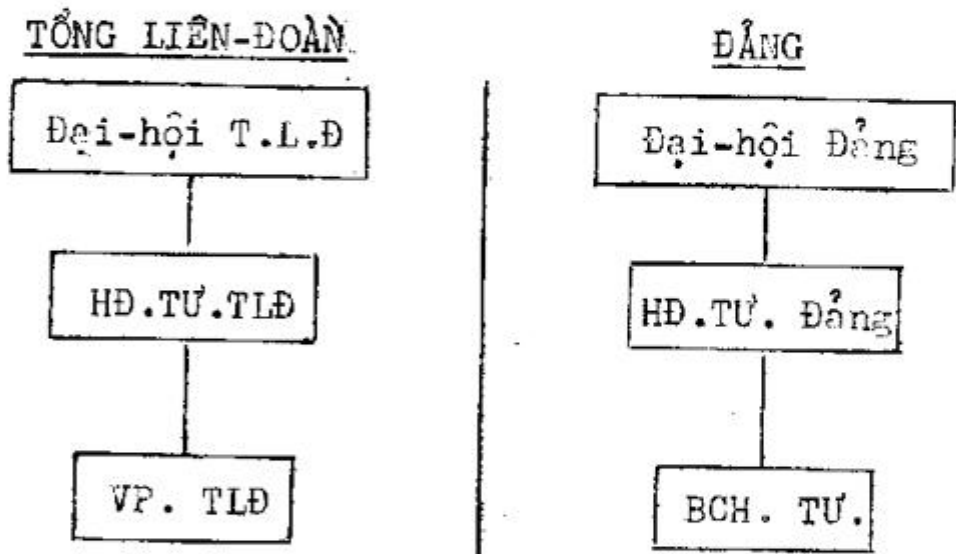 TỔNG LIÊN-ĐOÀN
Đại-hội T.L.Đ
HĐ.TƯ.TLĐ
VP. TLĐ
ĐẢNG
Đại-hội Đảng
HĐ.TƯ. Đảng
BCH. TƯ.